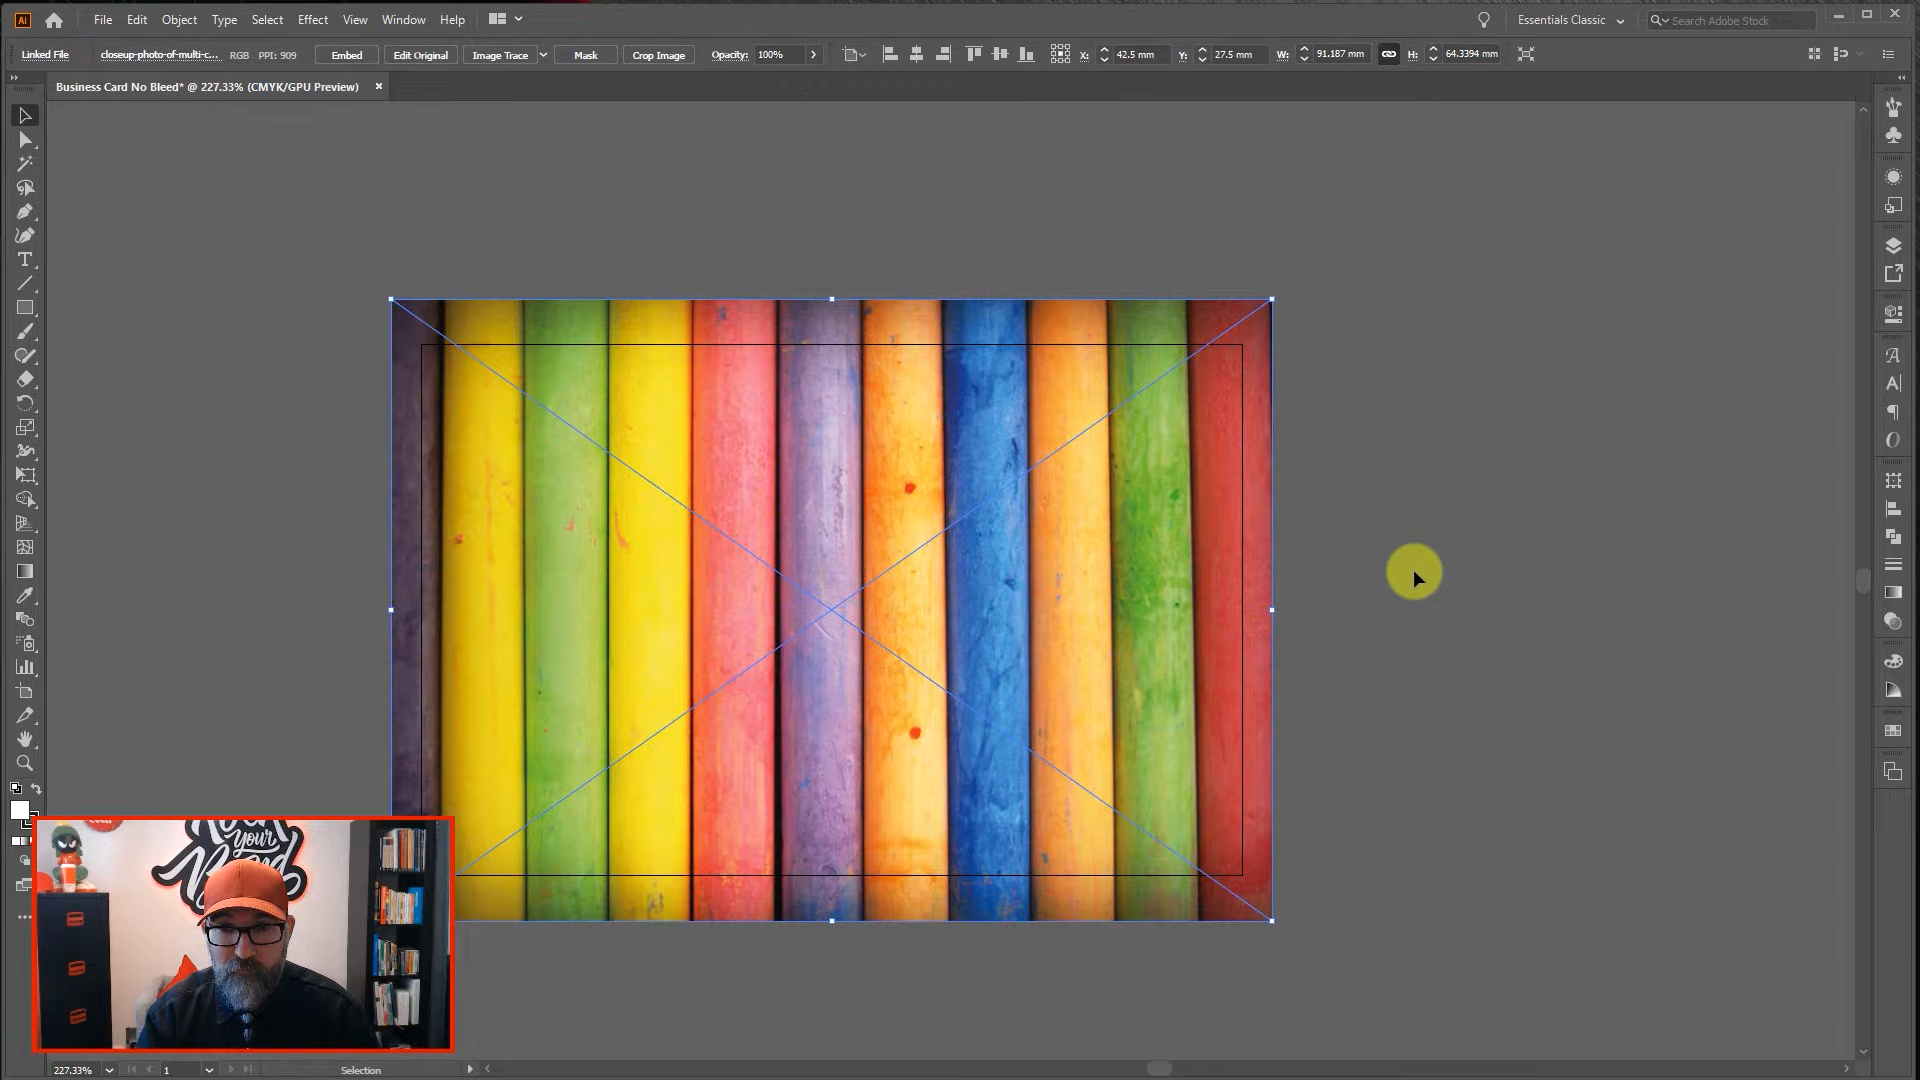 Ai File Edit Object Type Select Effect View Window Help Essentials Classic Search Adobe Stock
Linked File closeup-photo-of-multi-c... RGB PPI: 909 Embed Edit Original Image Trace Mask Crop Image Opacity: 100% X: 42.5 mm Y: 27.5 mm W: 91.187 mm H: 64.3394 mm
Business Card No Bleed* @ 227.33% (CMYK/GPU Preview)
your
227.33% 1 Selection